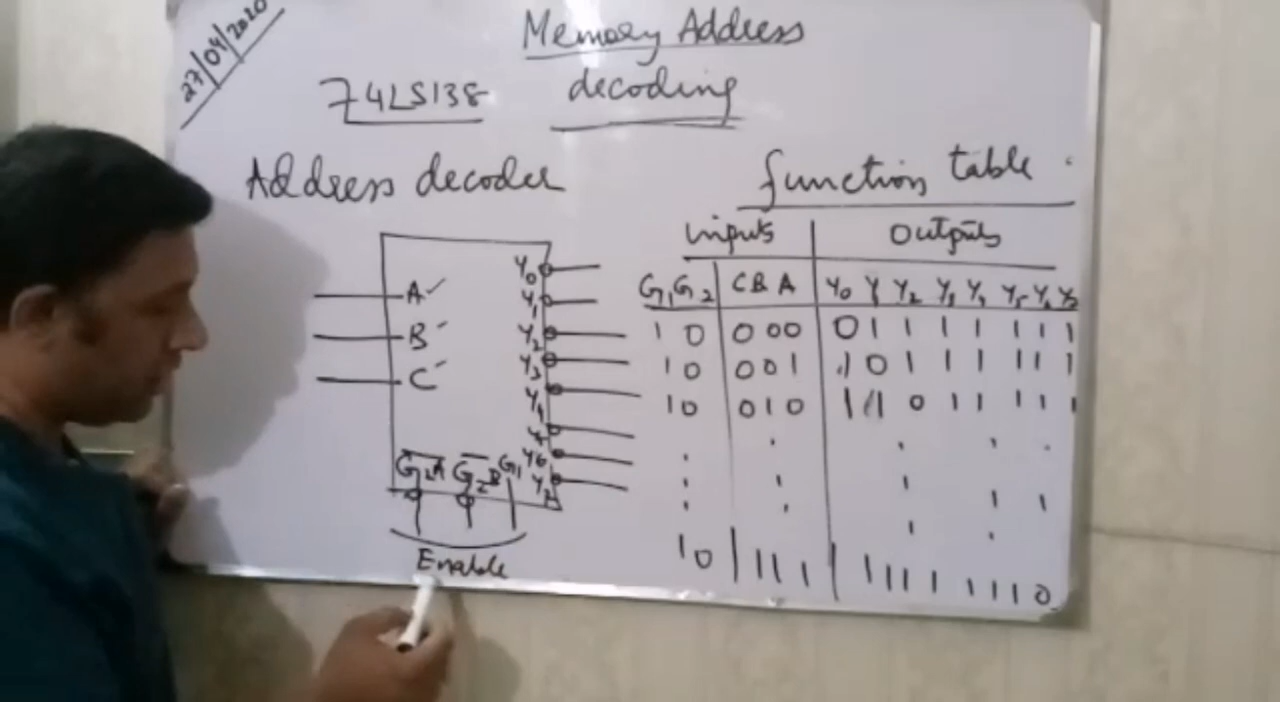 27/04/2020
Memory Address
74LS138 decoding
Address decoder
function table
Inputs Outputs
G1 G2 C B A Y0 Y Y2 Y3 Y4 Y5 Y6 Y7
1 0 0 0 0 0 1 1 1 1 1 1 1
1 0 0 0 1 1 0 1 1 1 1 1 1
1 0 0 1 0 1 1 0 1 1 1 1 1
1 0 1 1 1 1 1 1 1 1 1 1 0
A
B
C
Y0
Y1
Y2
Y3
Y4
Y6
Y7
G2A G2B G1
Enable